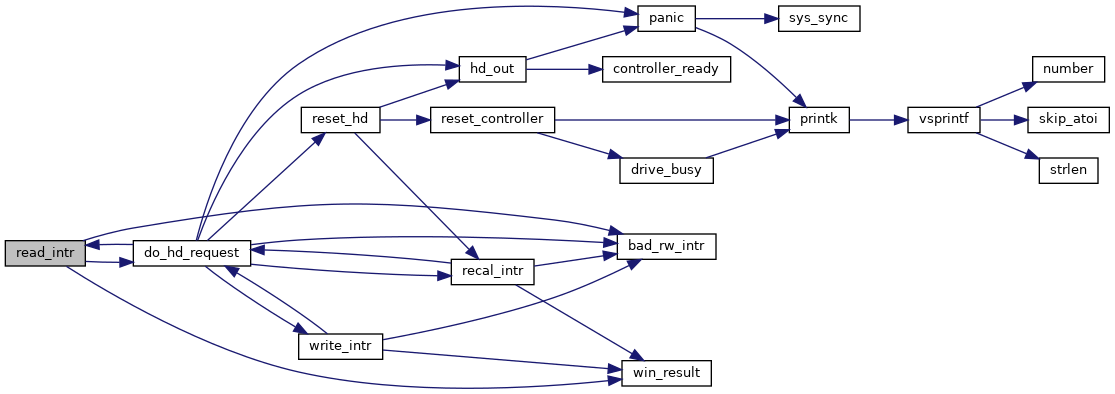 panic
sys_sync
hd_out
controller_ready
number
reset_hd
reset_controller
printk
vsprintf
skip_atoi
drive_busy
strlen
read_intr
do_hd_request
bad_rw_intr
recal_intr
write_intr
win_result